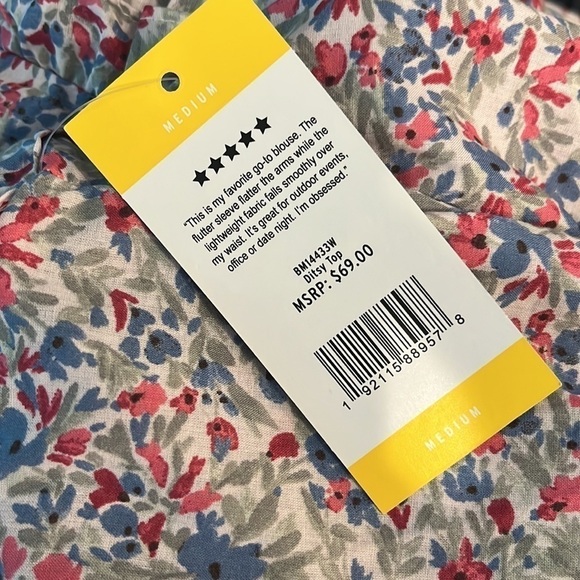 MEDIUM
★★★★★
"This is my favorite go-to blouse. The
flutter sleeve flatter the arms while the
lightweight fabric falls smoothly over
my waist. It's great for outdoor events,
office or date night. I'm obsessed."
BM14433W
Ditsy Top
MSRP: $69.00
1 92115 88957 8
MEDIUM